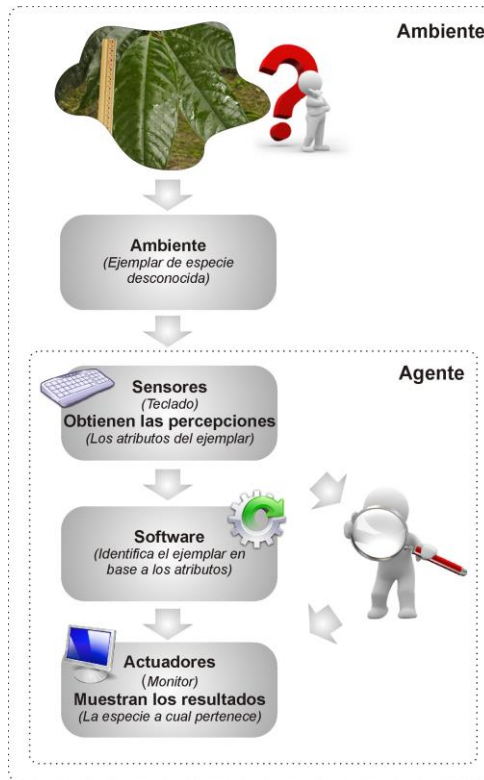 Ambiente
Ambiente
(Ejemplar de especie
desconocida)
Agente
Sensores
(Teclado)
Obtienen las percepciones
(Los atributos del ejemplar)
Software
(Identifica el ejemplar en
base a los atributos)
Actuadores
(Monitor)
Muestran los resultados
(La especie a cual pertenece)